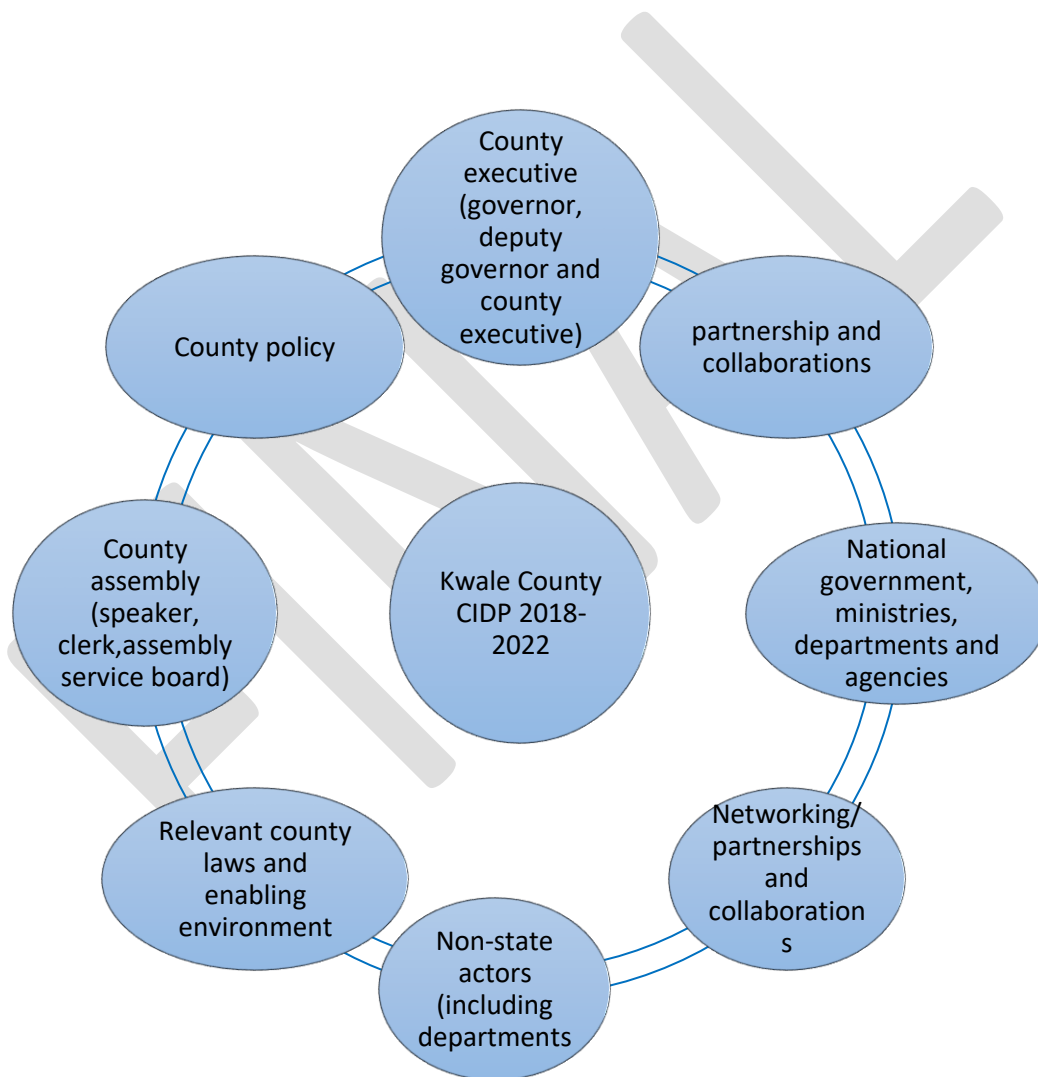 County
executive
(governor,
deputy
governor and
county
executive)
partnership and
collaborations
National
government,
ministries,
departments and
agencies
Networking/
partnerships
and
collaboration
s
Non-state
actors
(including
departments
Relevant county
laws and
enabling
environment
County
assembly
(speaker,
clerk,assembly
service board)
County policy
Kwale County
CIDP 2018-
2022
FINAL